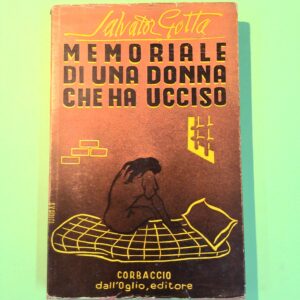 Salvator Gotta
MEMORIALE
DI UNA DONNA
CHE HA UCCISO
CORBACCIO
dall'Oglio, editore